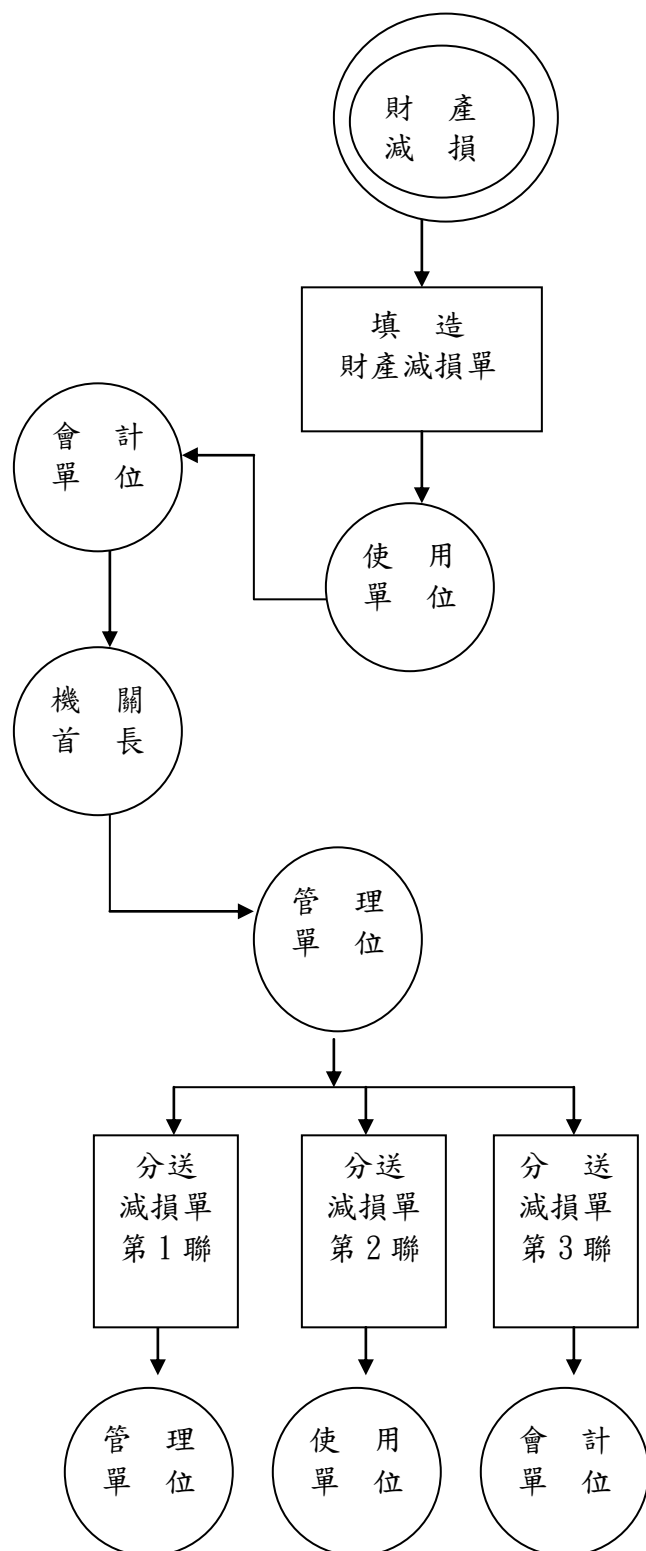 財 產
減 損
填 造
財產減損單
會 計
單 位
使 用
單 位
機 關
首 長
管 理
單 位
分送
減損單
第 1 聯
分送
減損單
第 2 聯
分 送
減損單
第 3 聯
管 理
單 位
使 用
單 位
會 計
單 位